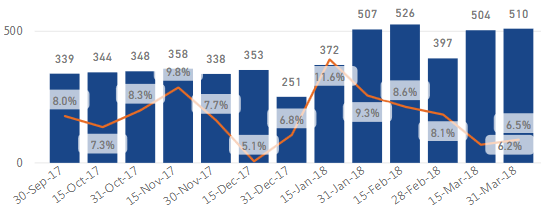 500
0
339
344
348
358
338
353
251
372
507
526
397
504
510
8.0%
7.3%
8.3%
9.8%
7.7%
5.1%
6.8%
11.6%
9.3%
8.6%
8.1%
6.2%
6.5%
30-Sep-17
15-Oct-17
31-Oct-17
15-Nov-17
30-Nov-17
15-Dec-17
31-Dec-17
15-Jan-18
31-Jan-18
15-Feb-18
28-Feb-18
15-Mar-18
31-Mar-18